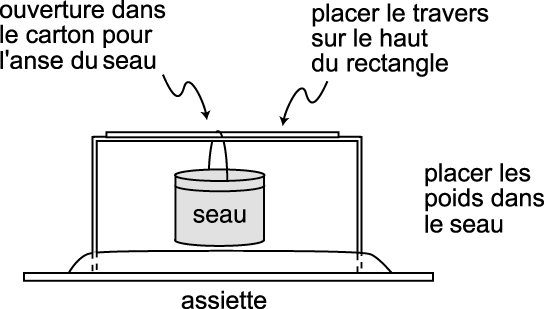 ouverture dans
le carton pour
l'anse du seau
placer le travers
sur le haut
du rectangle
placer les
poids dans
le seau
seau
assiette